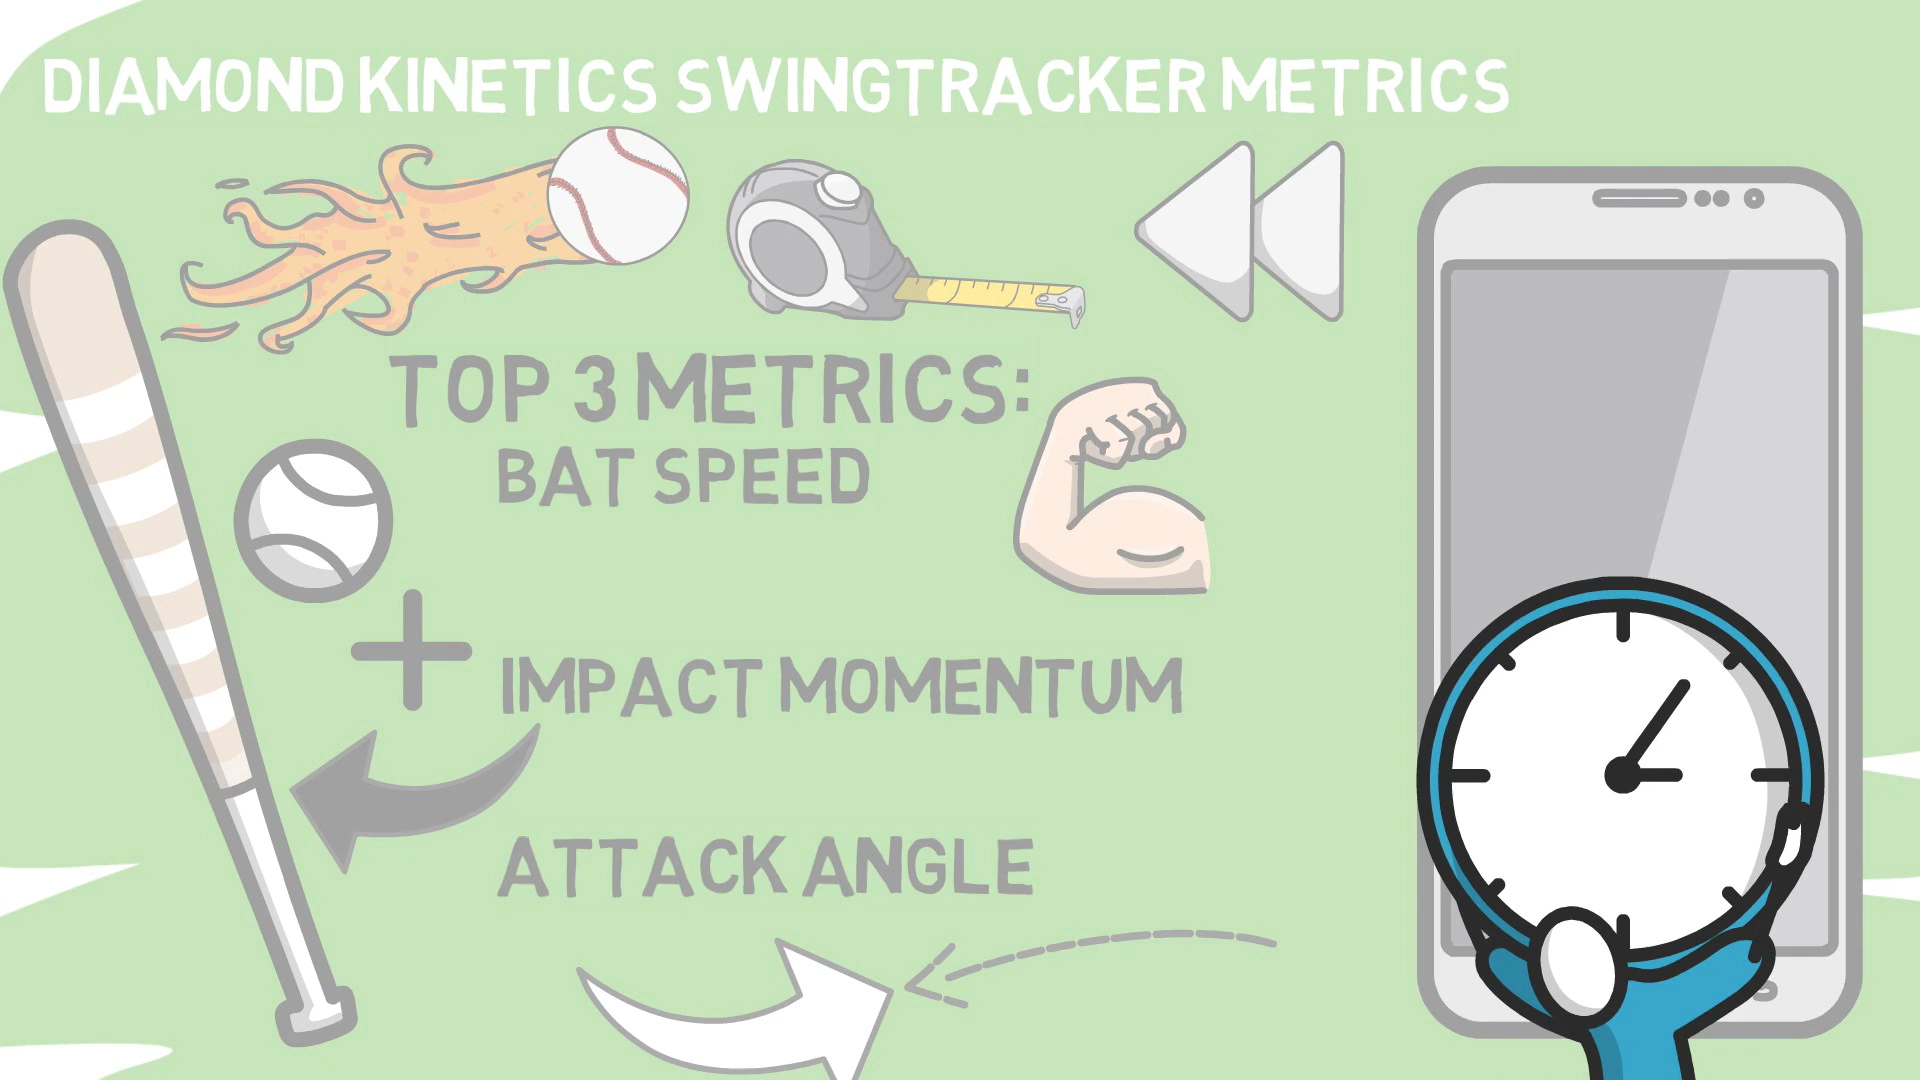 DIAMOND KINETICS SWINGTRACKER METRICS
TOP 3 METRICS:
BAT SPEED
IMPACT MOMENTUM
ATTACK ANGLE